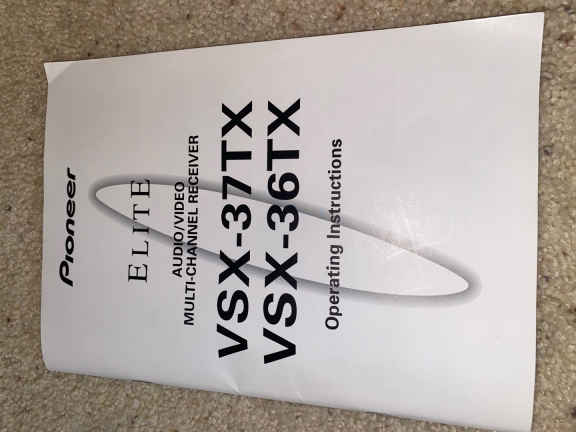 Pioneer
ELITE
AUDIO/VIDEO
MULTI-CHANNEL RECEIVER
VSX-37TX
VSX-36TX
Operating Instructions